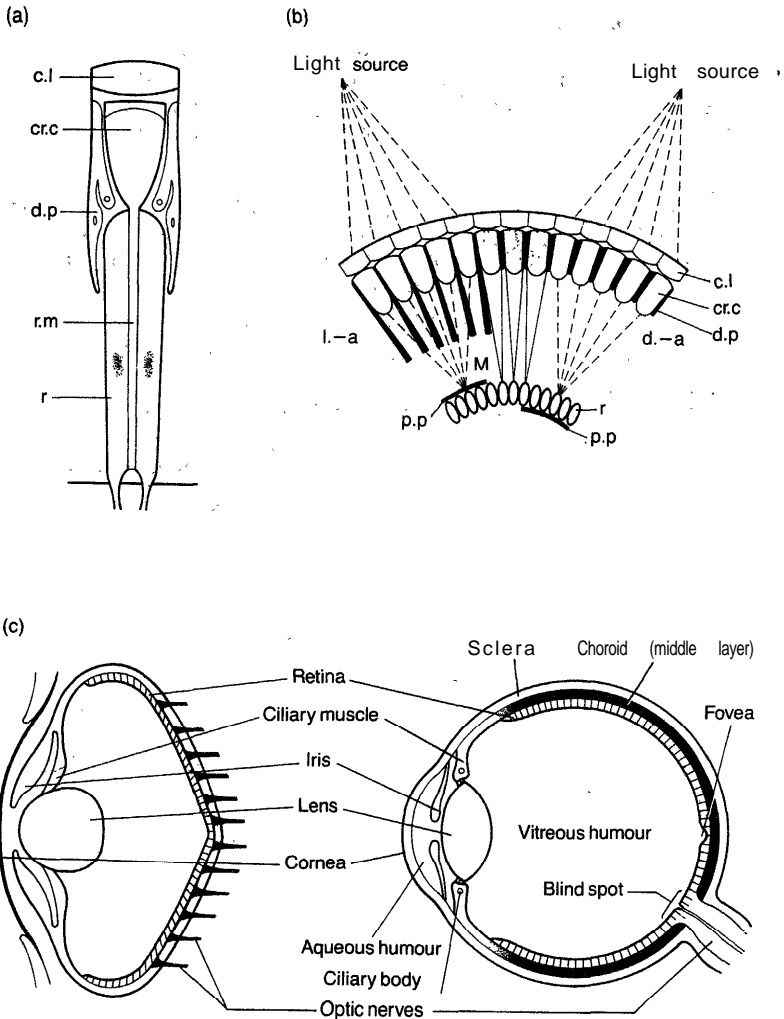 (a)
c.l
cr.c
d.p
r.m
r
(b)
Light source
Light source
c.l
cr.c
d.p
l.-a
d.-a
M
p.p
r
p.p
(c)
Sclera
Choroid (middle layer)
Retina
Ciliary muscle
Fovea
Iris
Lens
Vitreous humour
Cornea
Blind spot
Aqueous humour
Ciliary body
Optic nerves